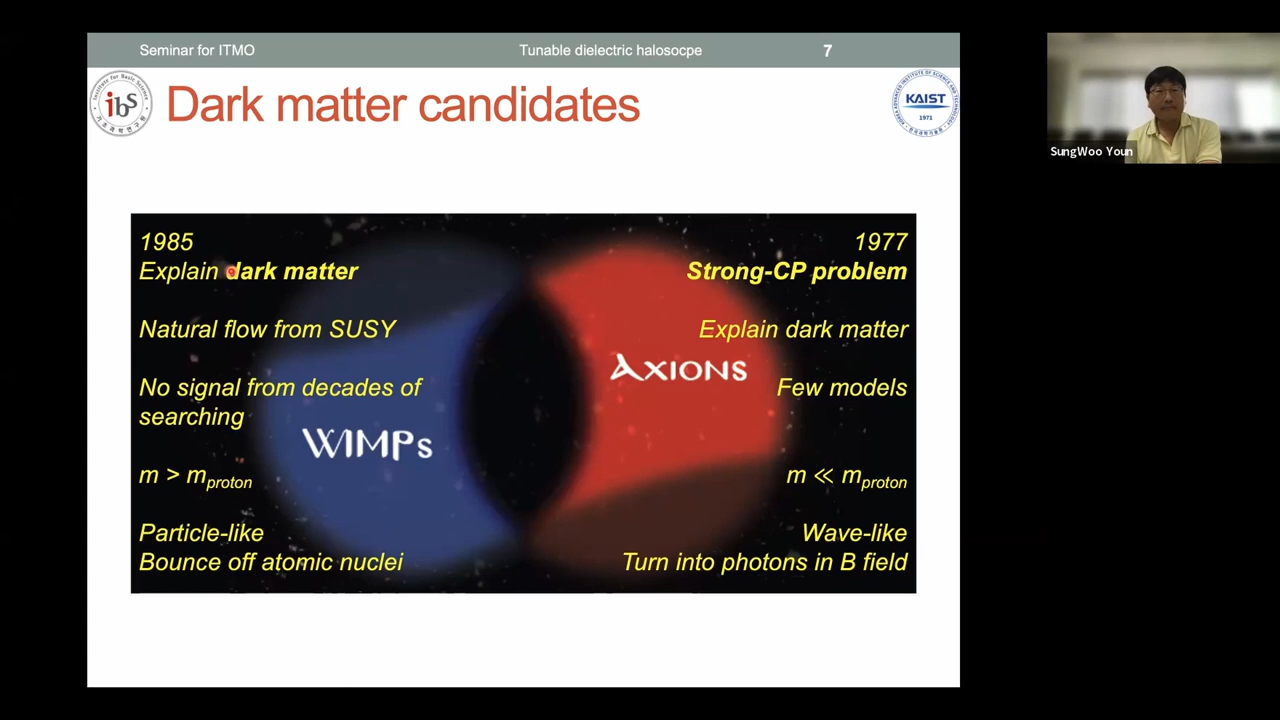 Seminar for ITMO
Tunable dielectric halosocpe
7
ibS
Dark matter candidates
KAIST
1971
1985
Explain dark matter
Natural flow from SUSY
No signal from decades of
searching
m > mproton
Particle-like
Bounce off atomic nuclei
WIMPs
AXIONS
1977
Strong-CP problem
Explain dark matter
Few models
m ≪ mproton
Wave-like
Turn into photons in B field
SungWoo Youn